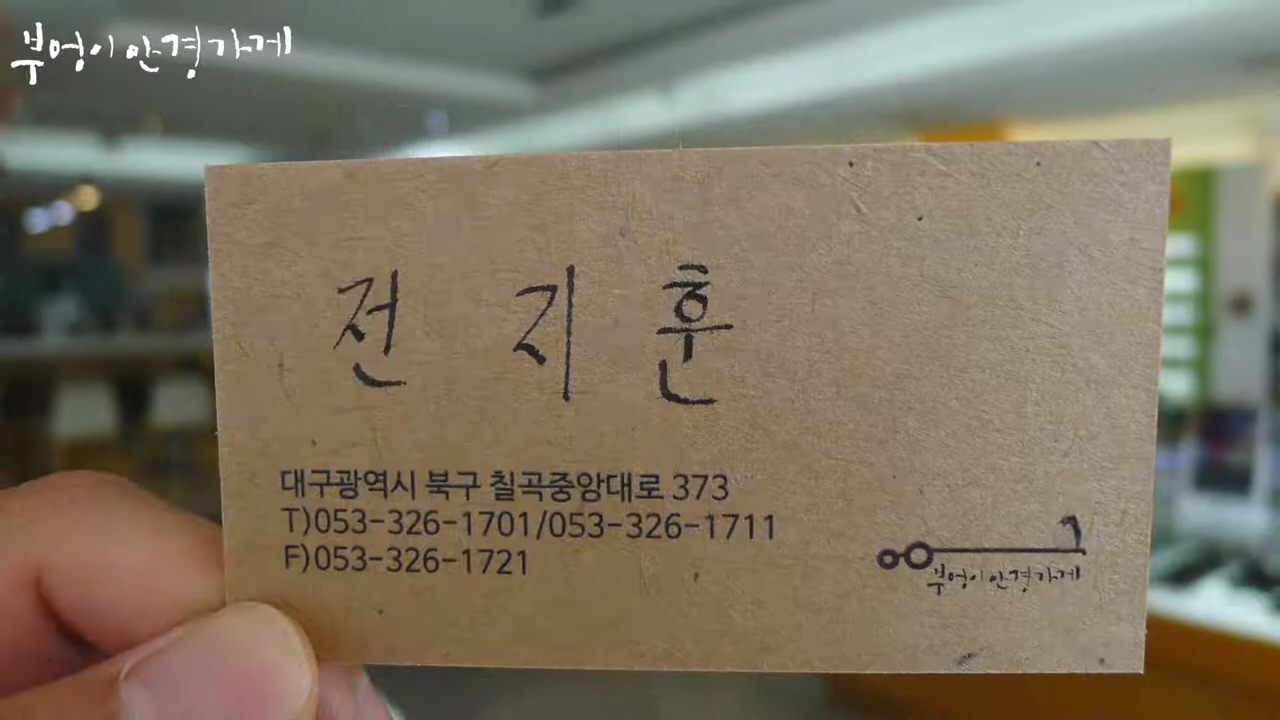 부엉이안경가게
전 지 훈
대구광역시 북구 칠곡중앙대로 373
T)053-326-1701/053-326-1711
F)053-326-1721
부엉이안경가게